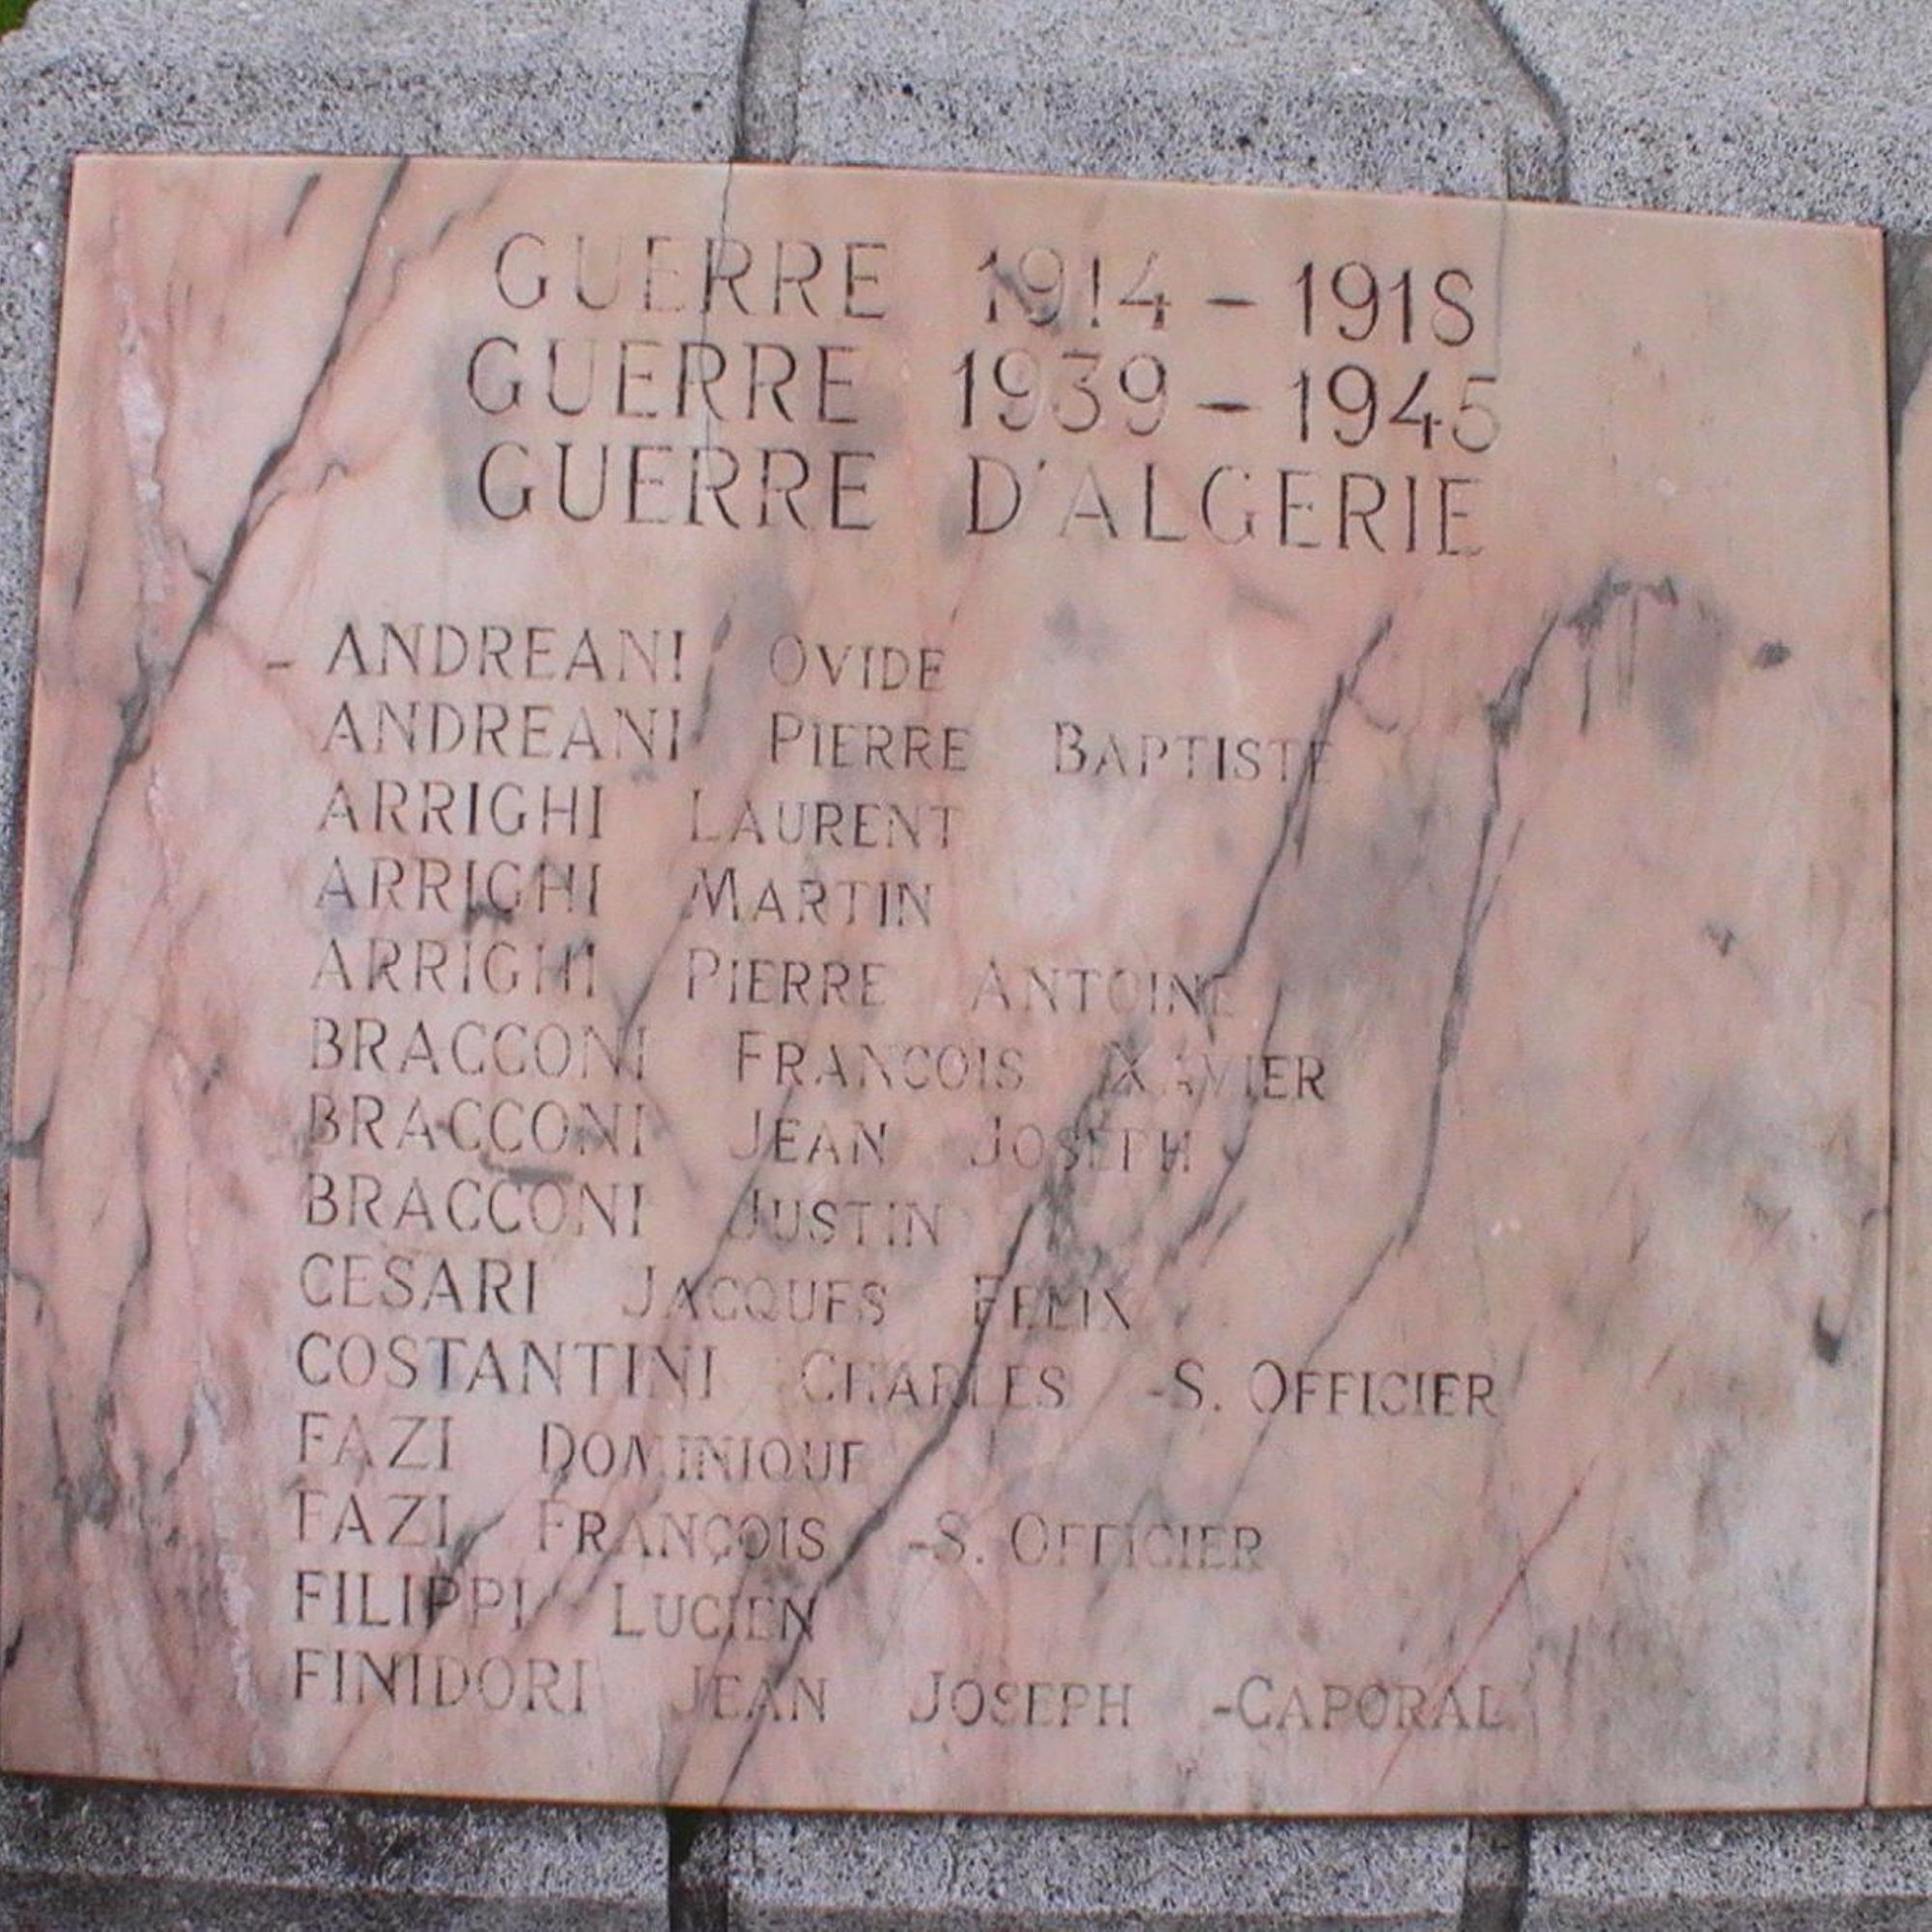 GUERRE 1914 - 1918
GUERRE 1939 - 1945
GUERRE D'ALGERIE
- ANDREANI OVIDE
ANDREANI PIERRE BAPTISTE
ARRIGHI LAURENT
ARRIGHI MARTIN
ARRIGHI PIERRE ANTOINE
BRACCONI FRANCOIS XAVIER
BRACCONI JEAN JOSEPH
BRACCONI JUSTIN
CESARI JACQUES FELIX
COSTANTINI CHARLES -S. OFFICIER
FAZI DOMINIQUE
FAZI FRANÇOIS -S. OFFICIER
FILIPPI LUCIEN
FINIDORI JEAN JOSEPH -CAPORAL